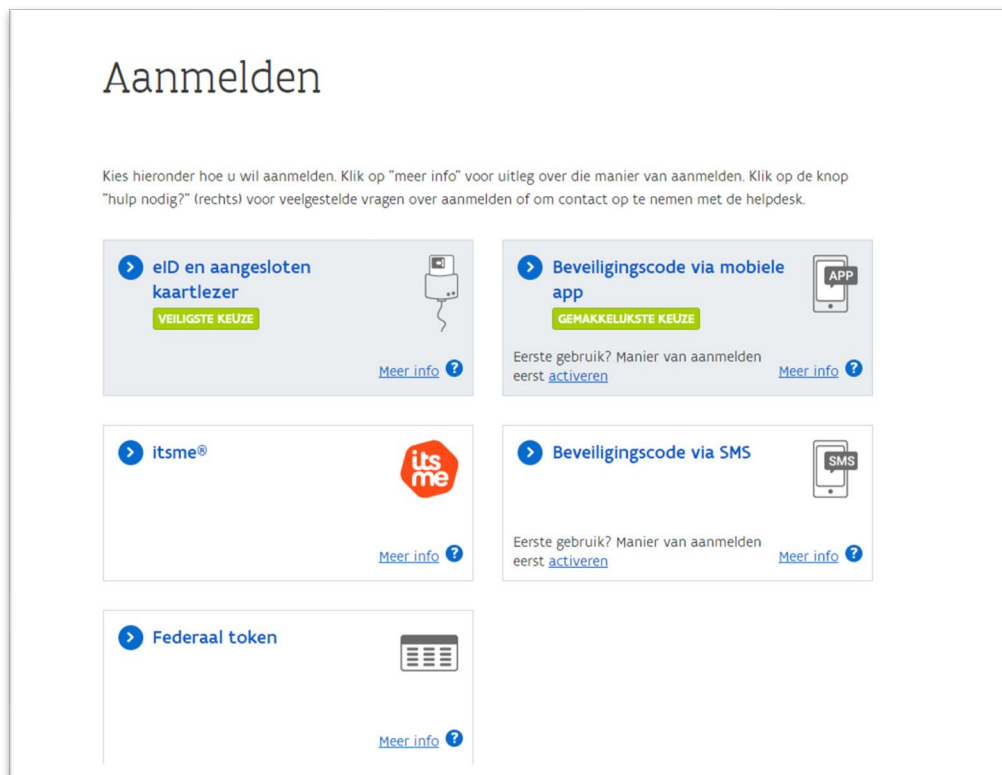 Aanmelden
Kies hieronder hoe u wil aanmelden. Klik op "meer info" voor uitleg over die manier van aanmelden. Klik op de knop
"hulp nodig?" (rechts) voor veelgestelde vragen over aanmelden of om contact op te nemen met de helpdesk.
eID en aangesloten
kaartlezer
VEILIGSTE KEUZE
Meer info ?
Beveiligingscode via mobiele
app
GEMAKKELIJKSTE KEUZE
APP
Eerste gebruik? Manier van aanmelden
eerst activeren
Meer info ?
itsme®
its
me
Meer info ?
Beveiligingscode via SMS
SMS
Eerste gebruik? Manier van aanmelden
eerst activeren
Meer info ?
Federaal token
Meer info ?